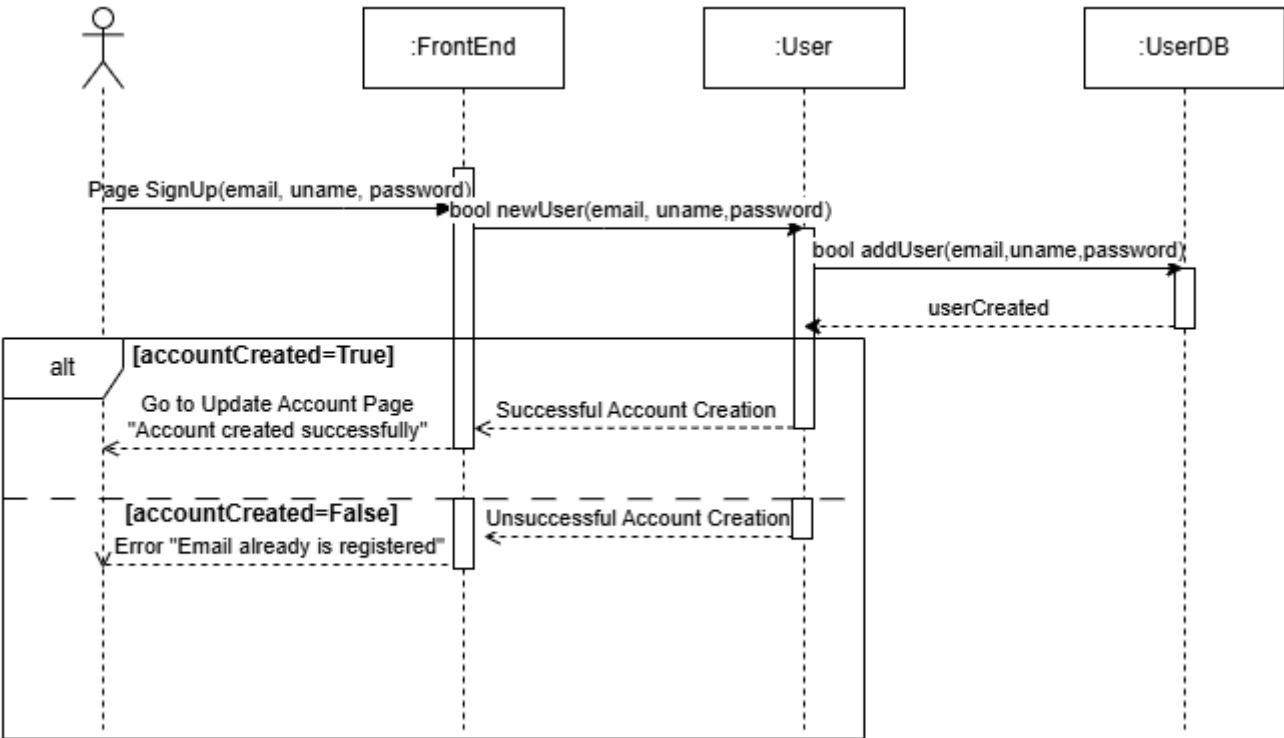 :FrontEnd
:User
:UserDB
Page SignUp(email, uname, password)
bool newUser(email, uname,password)
bool addUser(email,uname,password)
userCreated
alt
[accountCreated=True]
Go to Update Account Page
"Account created successfully"
Successful Account Creation
[accountCreated=False]
Unsuccessful Account Creation
Error "Email already is registered"